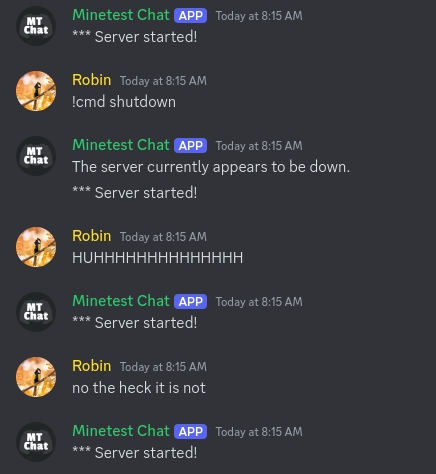 MT
Chat
Minetest Chat APP Today at 8:15 AM
*** Server started!
Robin Today at 8:15 AM
!cmd shutdown
MT
Chat
Minetest Chat APP Today at 8:15 AM
The server currently appears to be down.
*** Server started!
Robin Today at 8:15 AM
HUHHHHHHHHHHHHHHH
MT
Chat
Minetest Chat APP Today at 8:15 AM
*** Server started!
Robin Today at 8:15 AM
no the heck it is not
MT
Chat
Minetest Chat APP Today at 8:15 AM
*** Server started!